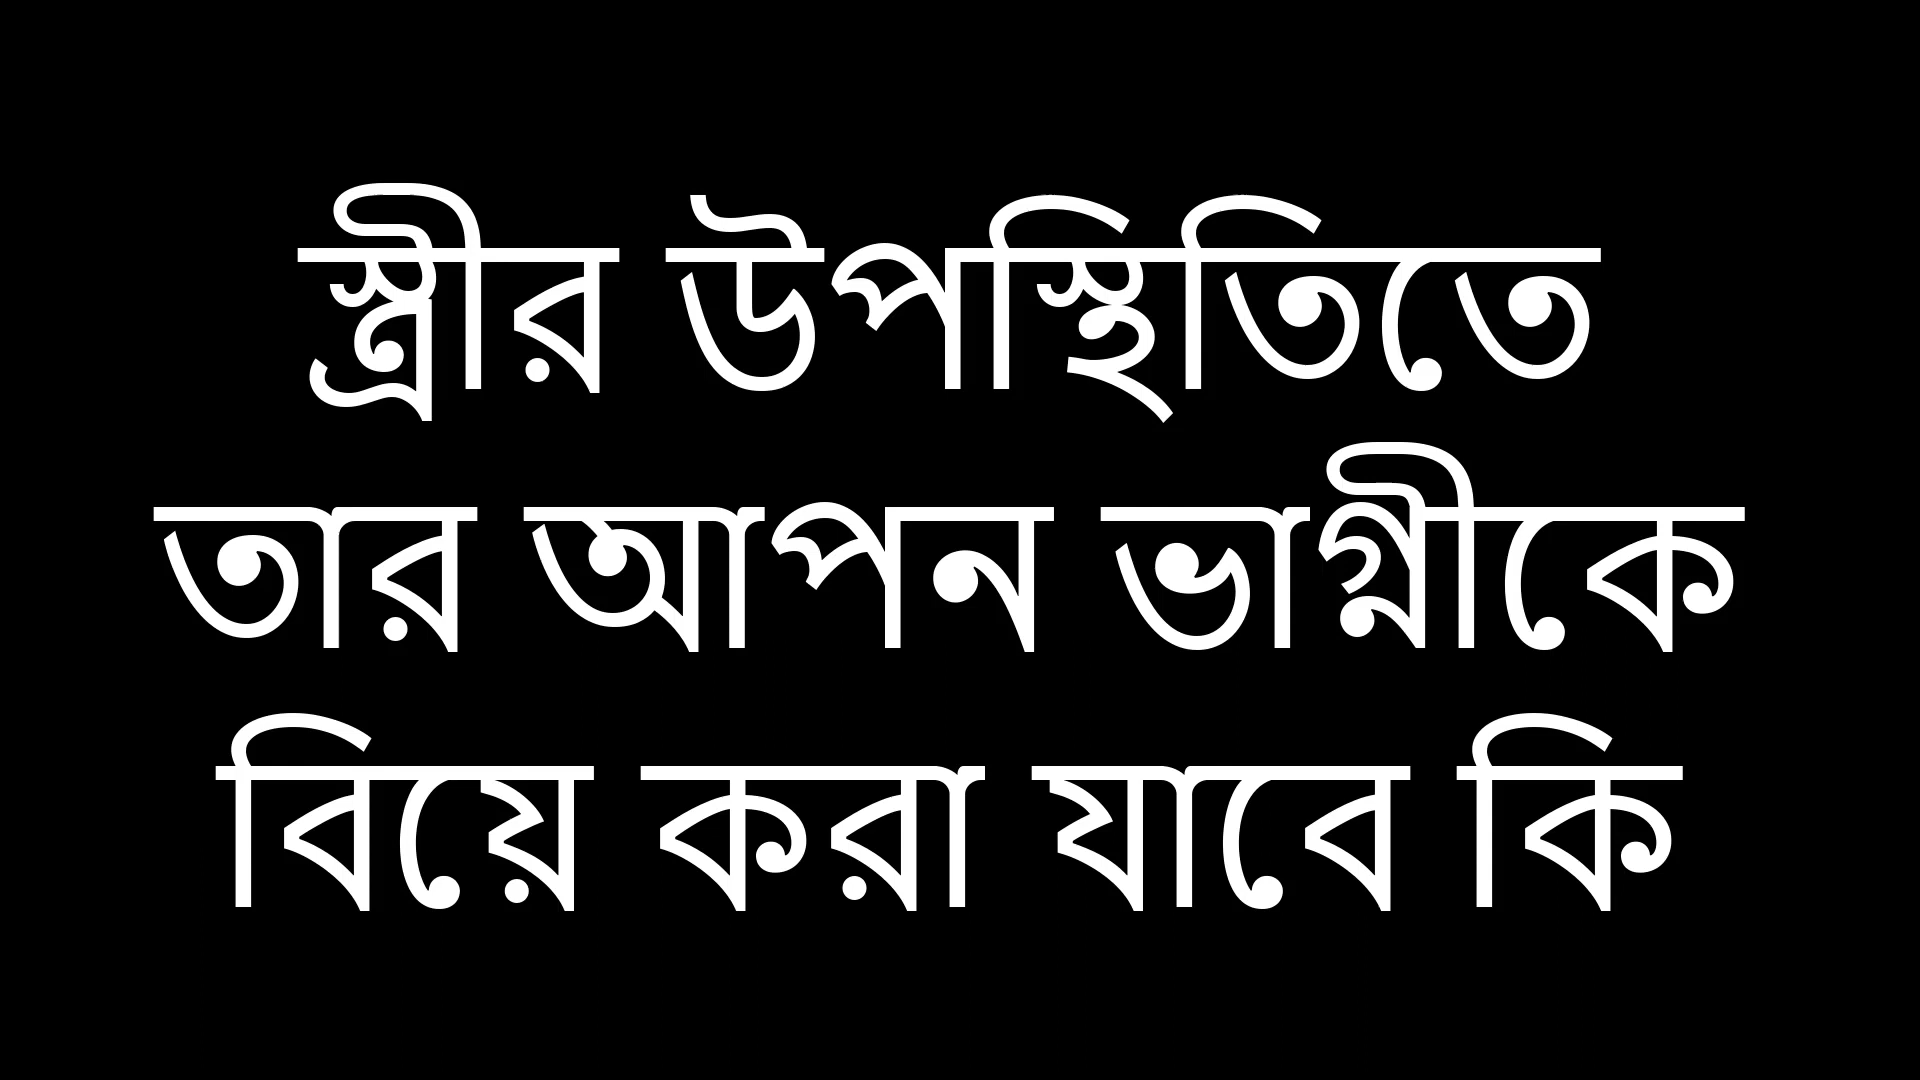 স্ত্রীর উপস্থিতিতে
তার আপন ভাগ্নীকে
বিয়ে করা যাবে কি